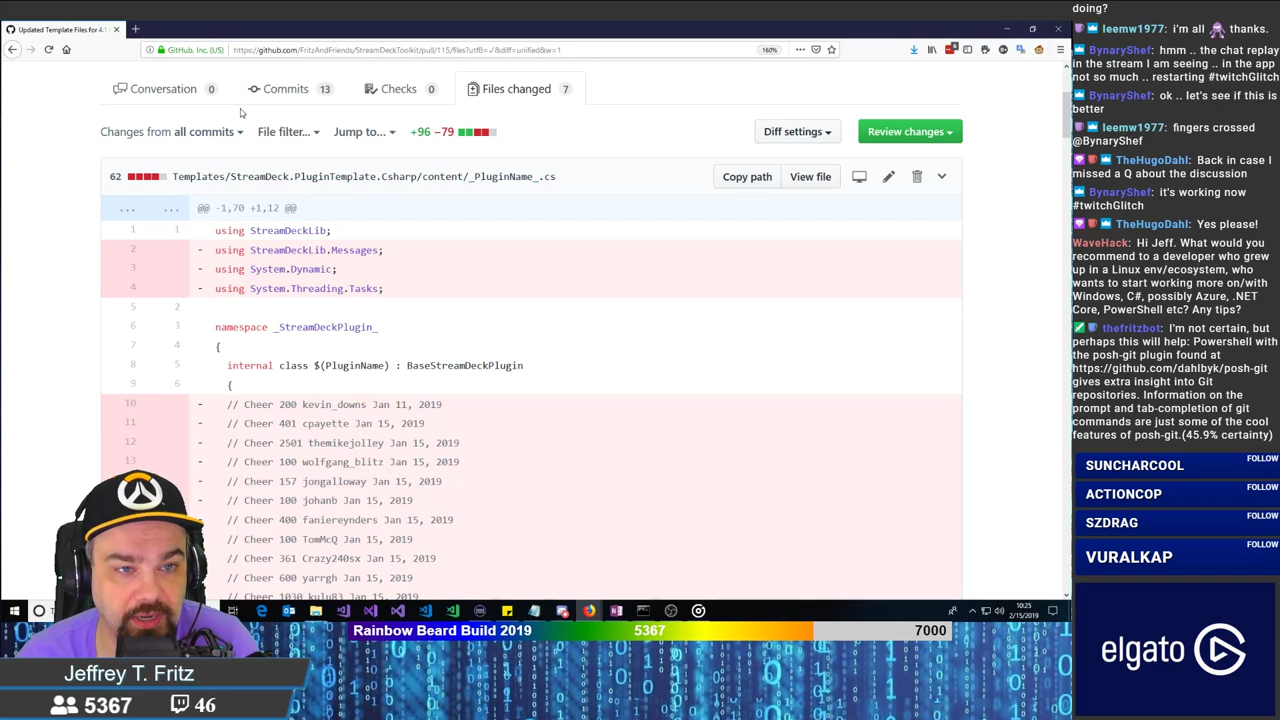 Updated Template Files for 4.1
GitHub, Inc. (US)
https://github.com/FritzAndFriends/StreamDeckToolkit/pull/115/files?utf8=✓&diff=unified&w=1
160%
Conversation 0
Commits 13
Checks 0
Files changed 7
Changes from all commits
File filter...
Jump to...
+96 −79
Diff settings
Review changes
62
Templates/StreamDeck.PluginTemplate.Csharp/content/_PluginName_.cs
Copy path
View file
... ... @@ -1,70 +1,12 @@
1 1 using StreamDeckLib;
2 - using StreamDeckLib.Messages;
3 - using System.Dynamic;
4 - using System.Threading.Tasks;
5 2
6 3 namespace _StreamDeckPlugin_
7 4 {
8 5 internal class $(PluginName) : BaseStreamDeckPlugin
9 6 {
10 - // Cheer 200 kevin_downs Jan 11, 2019
11 - // Cheer 401 cpayette Jan 15, 2019
12 - // Cheer 2501 themikejolley Jan 15, 2019
13 - // Cheer 100 wolfgang_blitz Jan 15, 2019
- // Cheer 157 jongalloway Jan 15, 2019
- // Cheer 100 johanb Jan 15, 2019
- // Cheer 400 faniereynders Jan 15, 2019
- // Cheer 100 TomMcQ Jan 15, 2019
- // Cheer 361 Crazy240sx Jan 15, 2019
- // Cheer 600 yarrgh Jan 15, 2019
- // Cheer 1030 kulu83 Jan 15, 2019
10:25
2/15/2019
Rainbow Beard Build 2019
5367
7000
Jeffrey T. Fritz
5367
46
doing?
leemw1977: i'm all thanks.
BynaryShef: hmm .. the chat replay
in the stream I am seeing .. in the app
not so much .. restarting #twitchGlitch
BynaryShef: ok .. let's see if this is
better
leemw1977: fingers crossed
@BynaryShef
TheHugoDahl: Back in case I
missed a Q about the discussion
BynaryShef: it's working now
#twitchGlitch
TheHugoDahl: Yes please!
WaveHack: Hi Jeff. What would you
recommend to a developer who grew
up in a Linux env/ecosystem, who
wants to start working more on/with
Windows, C#, possibly Azure, .NET
Core, PowerShell etc? Any tips?
thefritzbot: I'm not certain, but
perhaps this will help: Powershell with
the posh-git plugin found at
https://github.com/dahlbyk/posh-git
gives extra insight into Git
repositories. Information on the
prompt and tab-completion of git
commands are just some of the cool
features of posh-git.(45.9% certainty)
SUNCHARCOOL FOLLOW
ACTIONCOP FOLLOW
SZDRAG FOLLOW
VURALKAP FOLLOW
elgato